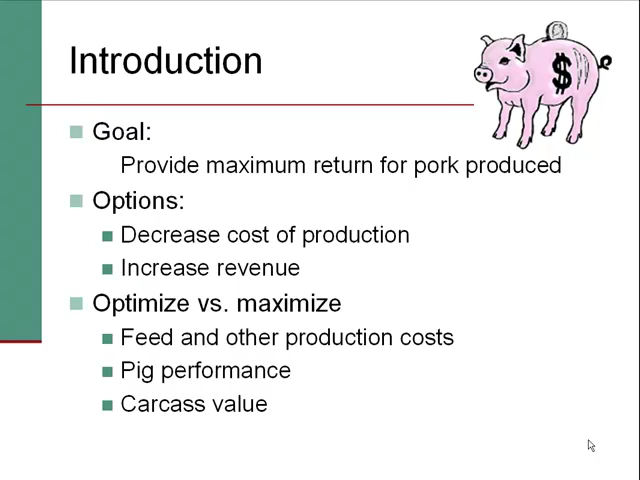 Introduction
$
Goal:
Provide maximum return for pork produced
Options:
Decrease cost of production
Increase revenue
Optimize vs. maximize
Feed and other production costs
Pig performance
Carcass value